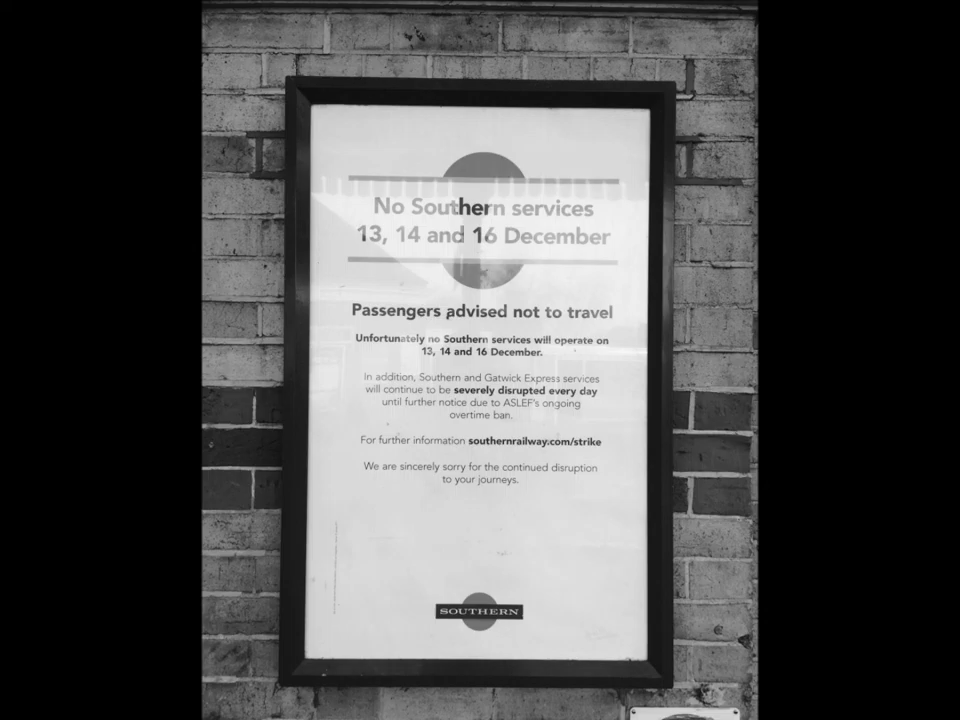 No Southern services
13, 14 and 16 December
Passengers advised not to travel
Unfortunately no Southern services will operate on
13, 14 and 16 December.
In addition, Southern and Gatwick Express services
will continue to be severely disrupted every day
until further notice due to ASLEF's ongoing
overtime ban.
For further information southernrailway.com/strike
We are sincerely sorry for the continued disruption
to your journeys.
SOUTHERN